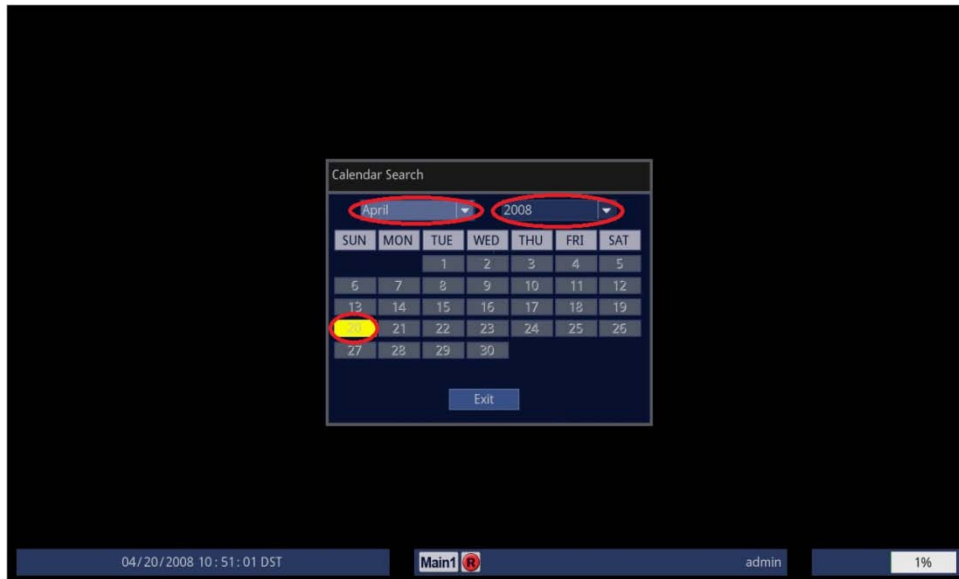 Calendar Search
April 2008
SUN MON TUE WED THU FRI SAT
1 2 3 4 5
6 7 8 9 10 11 12
13 14 15 16 17 18 19
20 21 22 23 24 25 26
27 28 29 30
Exit
04/20/2008 10 : 51 : 01 DST Main1 R admin 1%